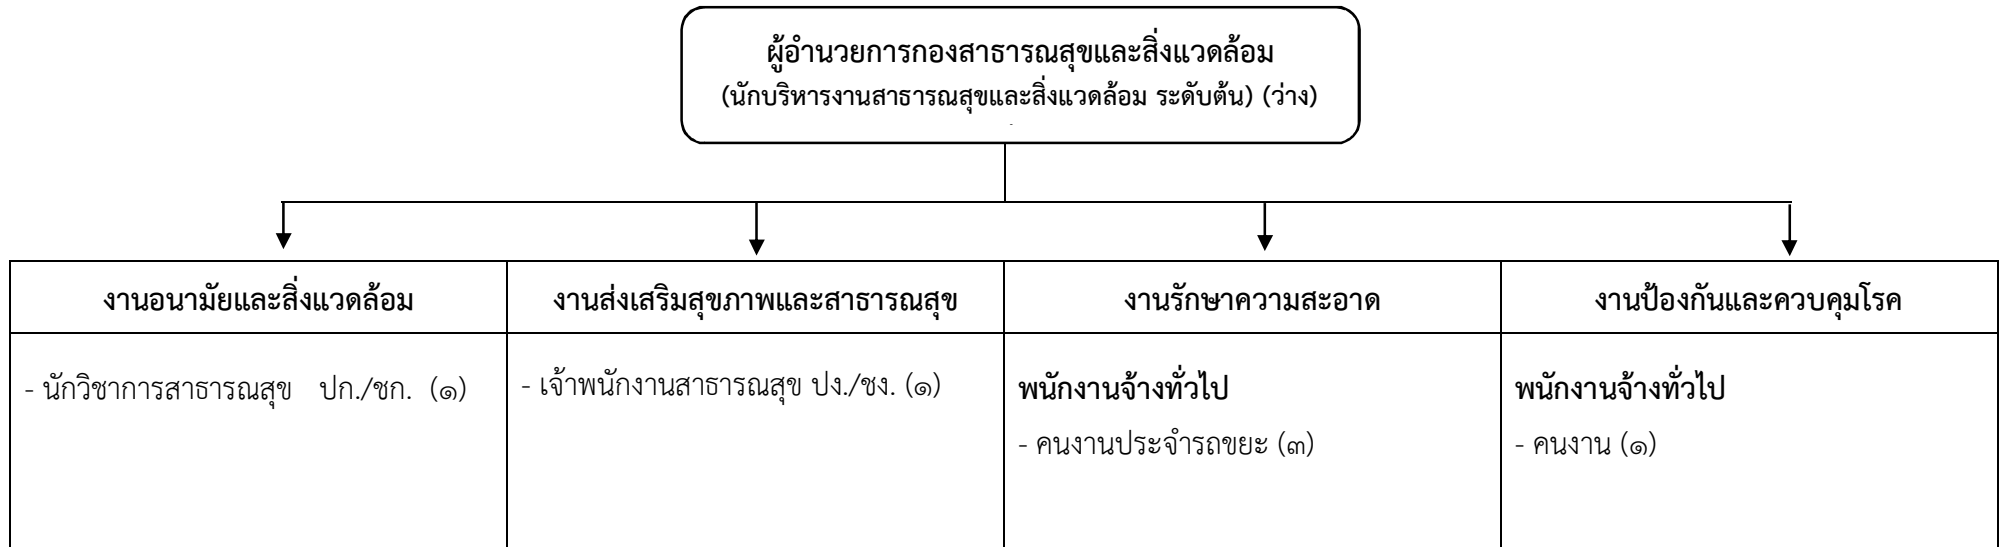 ผู้อำนวยการกองสาธารณสุขและสิ่งแวดล้อม
(นักบริหารงานสาธารณสุขและสิ่งแวดล้อม ระดับต้น) (ว่าง)
งานอนามัยและสิ่งแวดล้อม
งานส่งเสริมสุขภาพและสาธารณสุข
งานรักษาความสะอาด
งานป้องกันและควบคุมโรค
- นักวิชาการสาธารณสุข ปก./ชก. (๑)
- เจ้าพนักงานสาธารณสุข ปง./ชง. (๑)
พนักงานจ้างทั่วไป
- คนงานประจำรถขยะ (๓)
พนักงานจ้างทั่วไป
- คนงาน (๑)